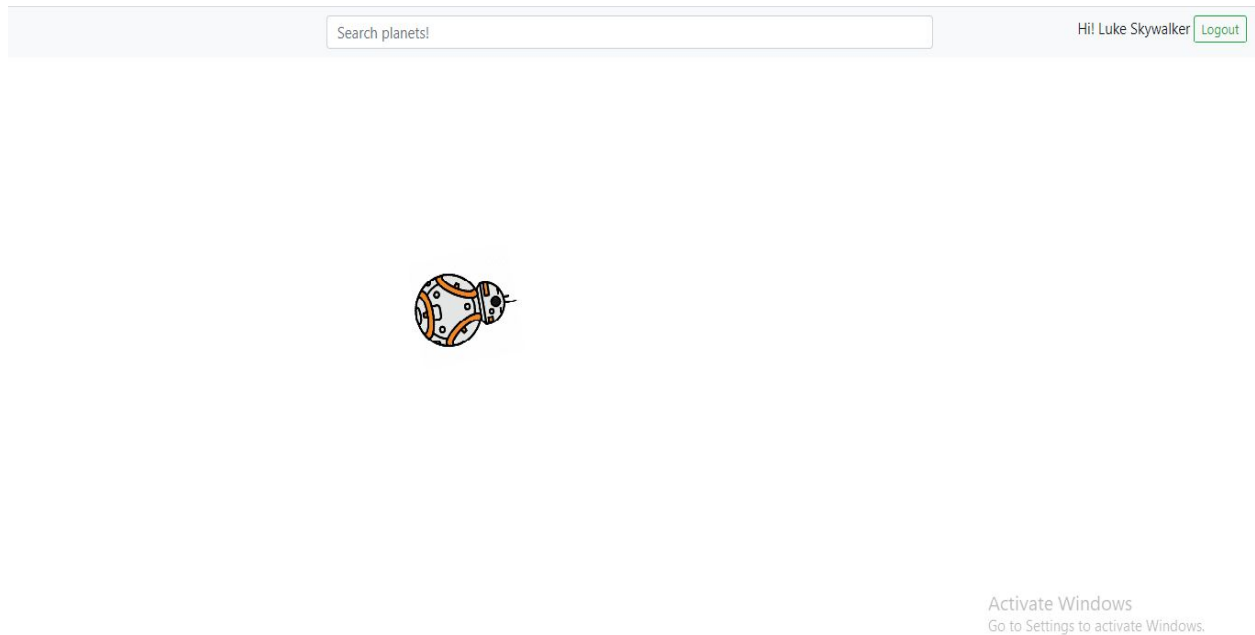 Search planets!
Hi! Luke Skywalker Logout
Activate Windows
Go to Settings to activate Windows.